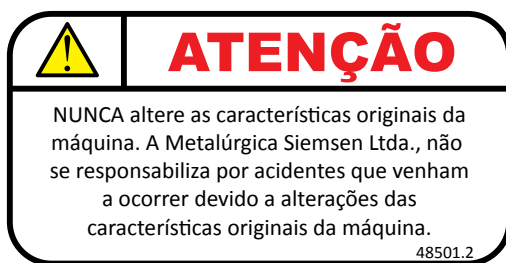 ATENÇÃO
NUNCA altere as características originais da
máquina. A Metalúrgica Siemsen Ltda., não
se responsabiliza por acidentes que venham
a ocorrer devido a alterações das
características originais da máquina.
48501.2